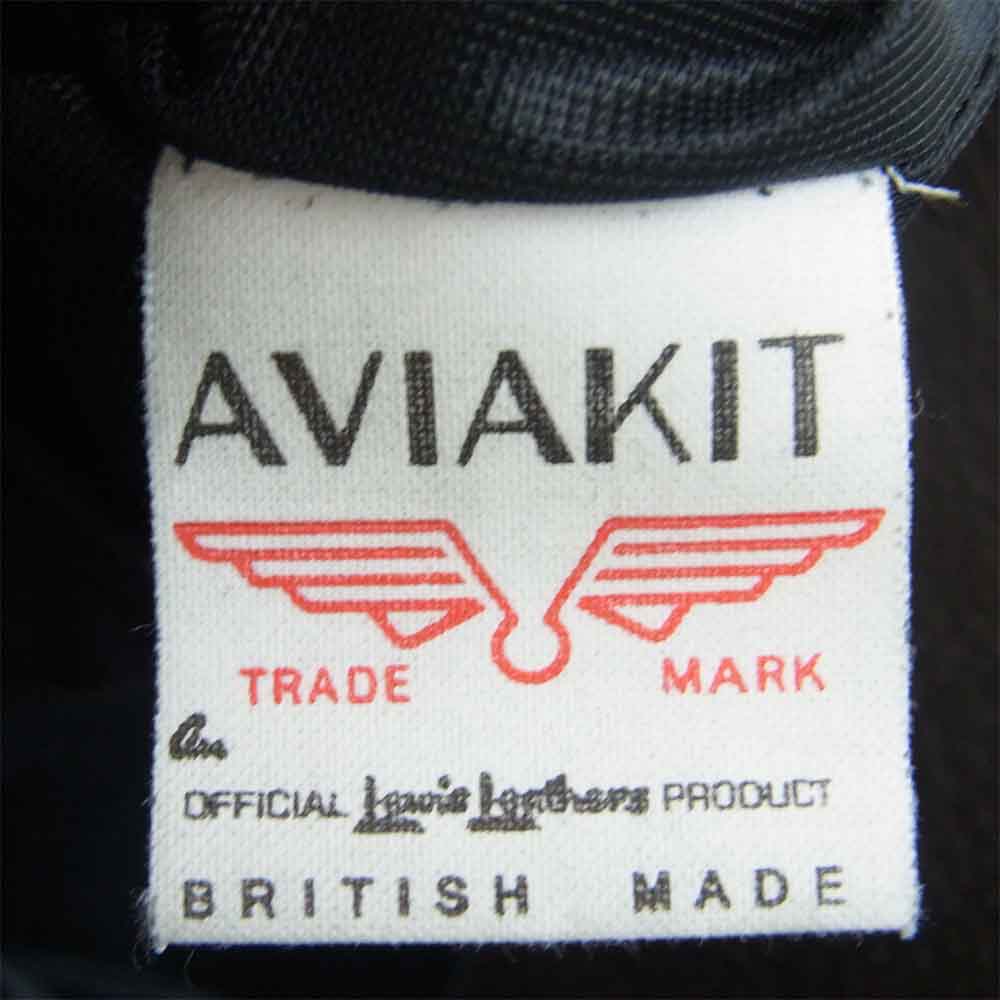 AVIAKIT
TRADE MARK
An
OFFICIAL Lewis Leathers PRODUCT
BRITISH MADE